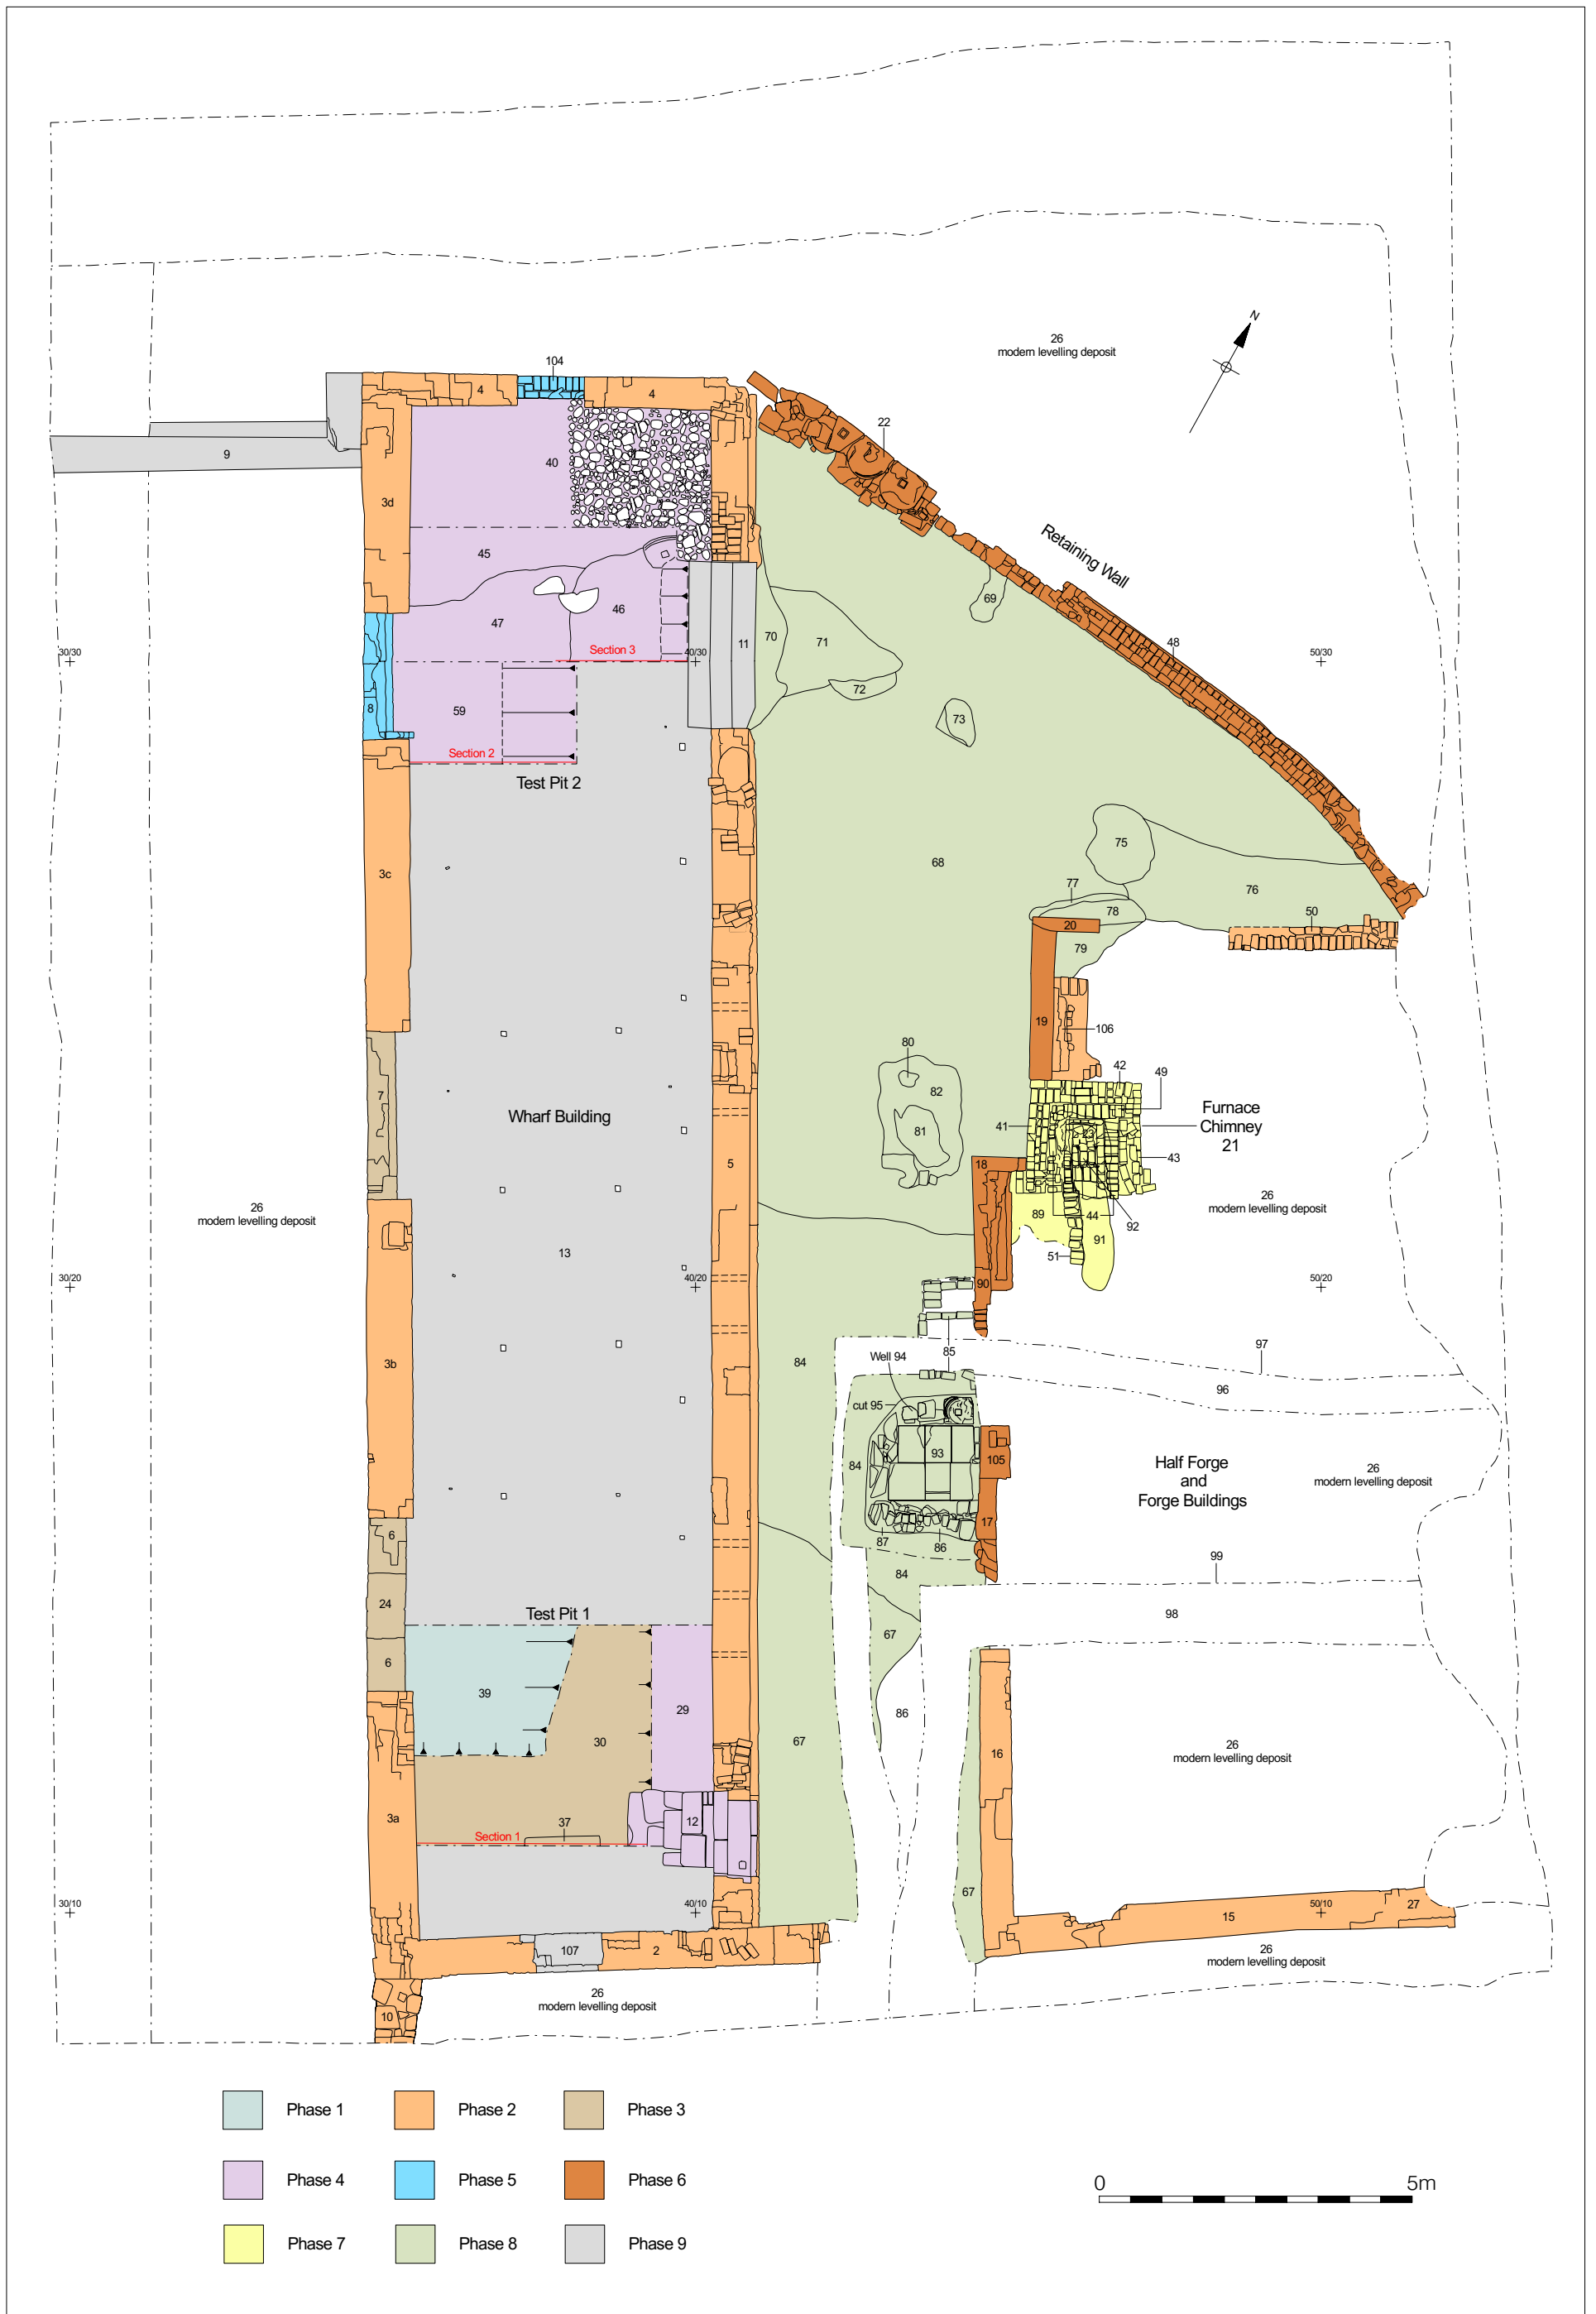 N
26
modern levelling deposit
104
4
4
22
9
40
3d
Retaining Wall
45
69
46
47
48
Section 3
70
71
11
30/30
40/30
50/30
72
8
59
73
Section 2
Test Pit 2
75
68
3c
77
76
78
50
20
79
19
106
80
42
49
82
7
Wharf Building
Furnace
Chimney
21
41
23
81
43
5
18
26
modern levelling deposit
26
modern levelling deposit
89
44
92
91
13
51
30/20
40/20
50/20
90
97
85
Well 94
84
3b
96
cut 95
93
105
84
Half Forge
and
Forge Buildings
26
modern levelling deposit
17
6
87
86
99
84
24
Test Pit 1
98
67
6
39
29
86
30
67
16
26
modern levelling deposit
3a
37
12
Section 1
67
30/10
40/10
50/10
27
15
107
2
26
modern levelling deposit
26
modern levelling deposit
10
Phase 1
Phase 2
Phase 3
Phase 4
Phase 5
Phase 6
0
5m
Phase 7
Phase 8
Phase 9